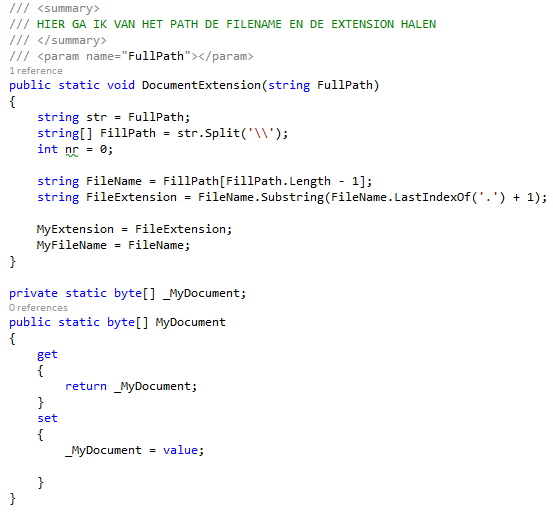 /// <summary>
/// HIER GA IK VAN HET PATH DE FILENAME EN DE EXTENSION HALEN
/// </summary>
/// <param name="FullPath"></param>
1 reference
public static void DocumentExtension(string FullPath)
{
    string str = FullPath;
    string[] FillPath = str.Split('\\');
    int nr = 0;

    string FileName = FillPath[FillPath.Length - 1];
    string FileExtension = FileName.Substring(FileName.LastIndexOf('.') + 1);

    MyExtension = FileExtension;
    MyFileName = FileName;
}

private static byte[] _MyDocument;
0 references
public static byte[] MyDocument
{
    get
    {
        return _MyDocument;
    }
    set
    {
        _MyDocument = value;

    }
}